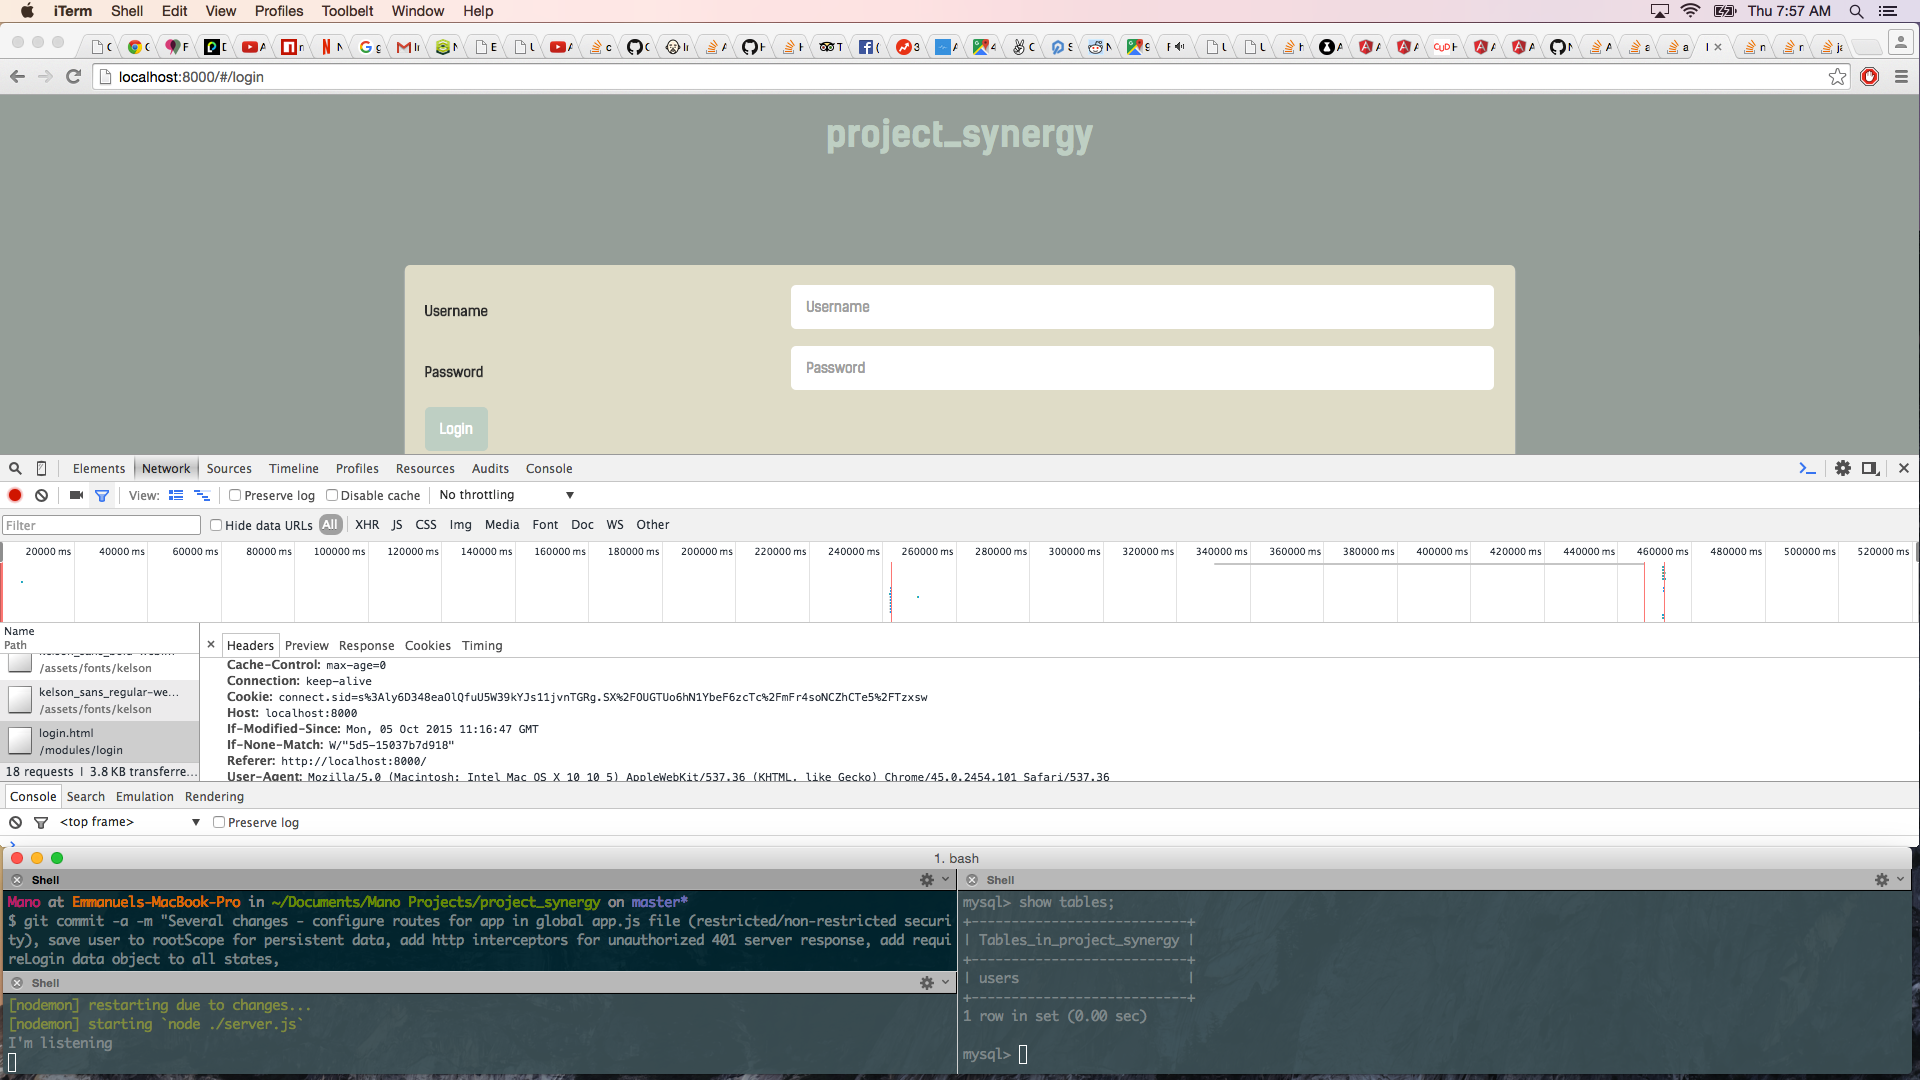 iTerm Shell Edit View Profiles Toolbelt Window Help Thu 7:57 AM
localhost:8000/#/login
project_synergy
Username Username
Password Password
Login
Elements Network Sources Timeline Profiles Resources Audits Console
View: Preserve log Disable cache No throttling
Filter Hide data URLs All XHR JS CSS Img Media Font Doc WS Other
20000 ms 40000 ms 60000 ms 80000 ms 100000 ms 120000 ms 140000 ms 160000 ms 180000 ms 200000 ms 220000 ms 240000 ms 260000 ms 280000 ms 300000 ms 320000 ms 340000 ms 360000 ms 380000 ms 400000 ms 420000 ms 440000 ms 460000 ms 480000 ms 500000 ms 520000 ms
Name
Path
/assets/fonts/kelson
kelson_sans_regular-we...
/assets/fonts/kelson
login.html
/modules/login
18 requests | 3.8 KB transferre...
× Headers Preview Response Cookies Timing
Cache-Control: max-age=0
Connection: keep-alive
Cookie: connect.sid=s%3Aly6D348eaOlQfuU5W39kYJs11jvnTGRg.SX%2FOUGTUo6hN1YbeF6zcTc%2FmFr4soNCZhCTe5%2FTzxsw
Host: localhost:8000
If-Modified-Since: Mon, 05 Oct 2015 11:16:47 GMT
If-None-Match: W/"5d5-15037b7d918"
Referer: http://localhost:8000/
User-Agent: Mozilla/5.0 (Macintosh; Intel Mac OS X 10_10_5) AppleWebKit/537.36 (KHTML, like Gecko) Chrome/45.0.2454.101 Safari/537.36
Console Search Emulation Rendering
<top frame> Preserve log
1. bash
Shell
Mano at Emmanuels-MacBook-Pro in ~/Documents/Mano Projects/project_synergy on master*
$ git commit -a -m "Several changes - configure routes for app in global app.js file (restricted/non-restricted securi
ty), save user to rootScope for persistent data, add http interceptors for unauthorized 401 server response, add requi
reLogin data object to all states,
Shell
[nodemon] restarting due to changes...
[nodemon] starting `node ./server.js`
I'm listening
Shell
mysql> show tables;
+---------------------------+
| Tables_in_project_synergy |
+---------------------------+
| users |
+---------------------------+
1 row in set (0.00 sec)
mysql>